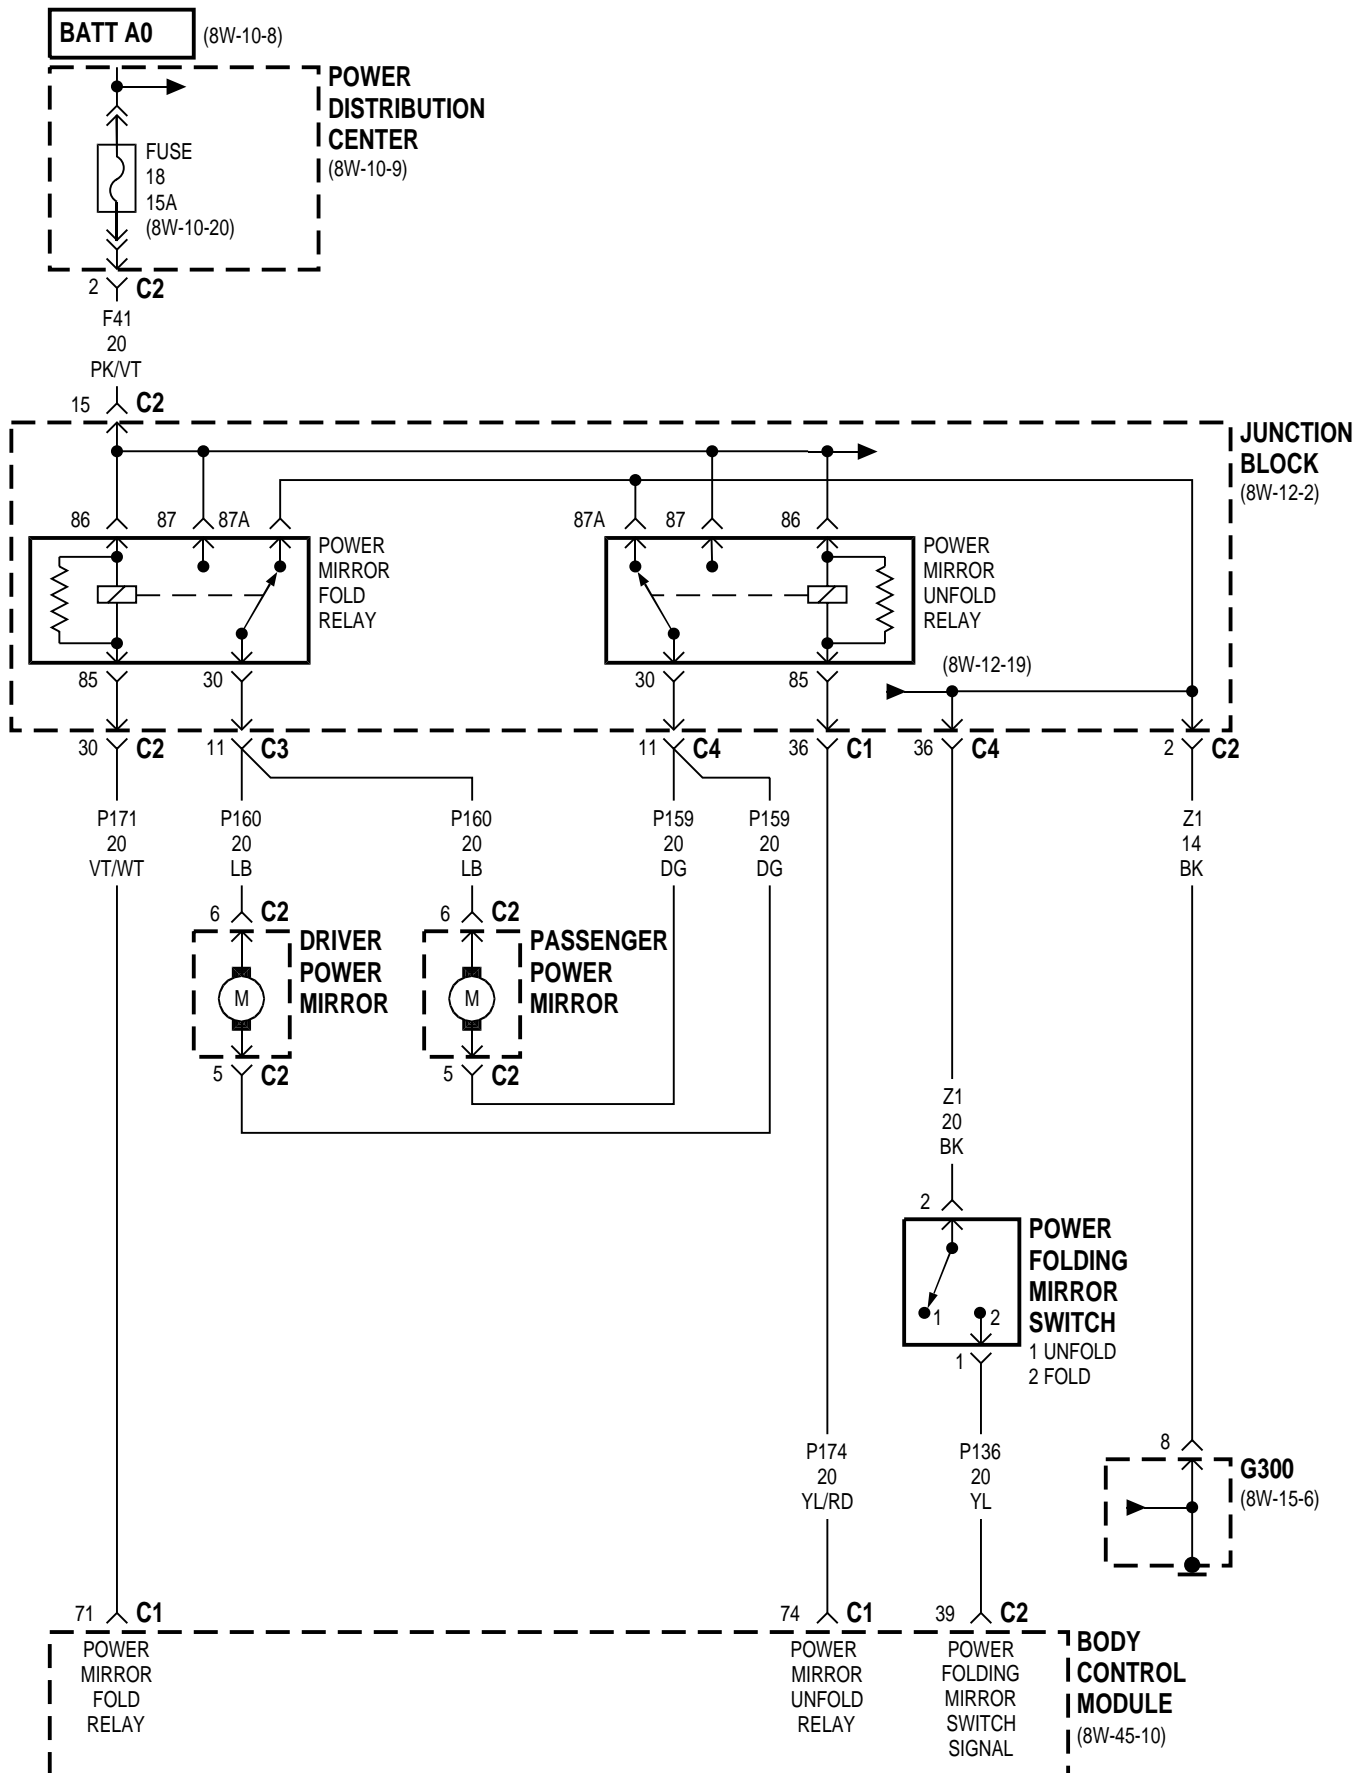 BATT A0 (8W-10-8)
POWER
DISTRIBUTION
CENTER
(8W-10-9)
FUSE
18
15A
(8W-10-20)
2 C2
F41
20
PK/VT
15 C2
JUNCTION
BLOCK
(8W-12-2)
86 87 87A 87A 87 86
POWER
MIRROR
FOLD
RELAY
POWER
MIRROR
UNFOLD
RELAY
(8W-12-19)
85 30 30 85
30 C2 11 C3 11 C4 36 C1 36 C4 2 C2
P171
20
VT/WT
P160
20
LB
P160
20
LB
P159
20
DG
P159
20
DG
Z1
14
BK
6 C2 6 C2
DRIVER
POWER
MIRROR
PASSENGER
POWER
MIRROR
M M
5 C2 5 C2
Z1
20
BK
2
POWER
FOLDING
MIRROR
SWITCH
1 UNFOLD
2 FOLD
1 2
1
P174
20
YL/RD
P136
20
YL
8
G300
(8W-15-6)
71 C1 74 C1 39 C2
POWER
MIRROR
FOLD
RELAY
POWER
MIRROR
UNFOLD
RELAY
POWER
FOLDING
MIRROR
SWITCH
SIGNAL
BODY
CONTROL
MODULE
(8W-45-10)